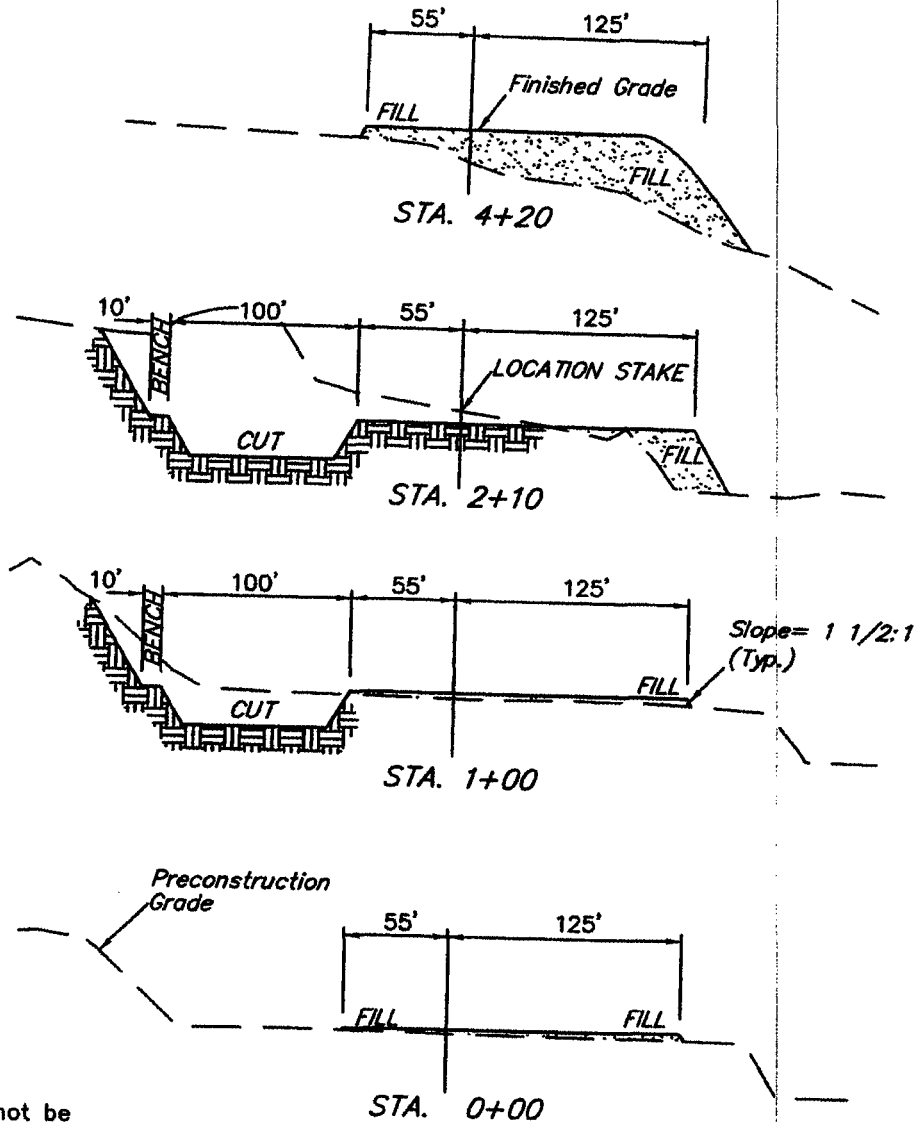 55' 125'
Finished Grade
FILL
FILL
STA. 4+20
10' BENCH 100' 55' 125'
LOCATION STAKE
CUT
FILL
STA. 2+10
10' BENCH 100' 55' 125'
Slope= 1 1/2:1
(Typ.)
FILL
CUT
STA. 1+00
Preconstruction
Grade
55' 125'
FILL FILL
STA. 0+00
not be